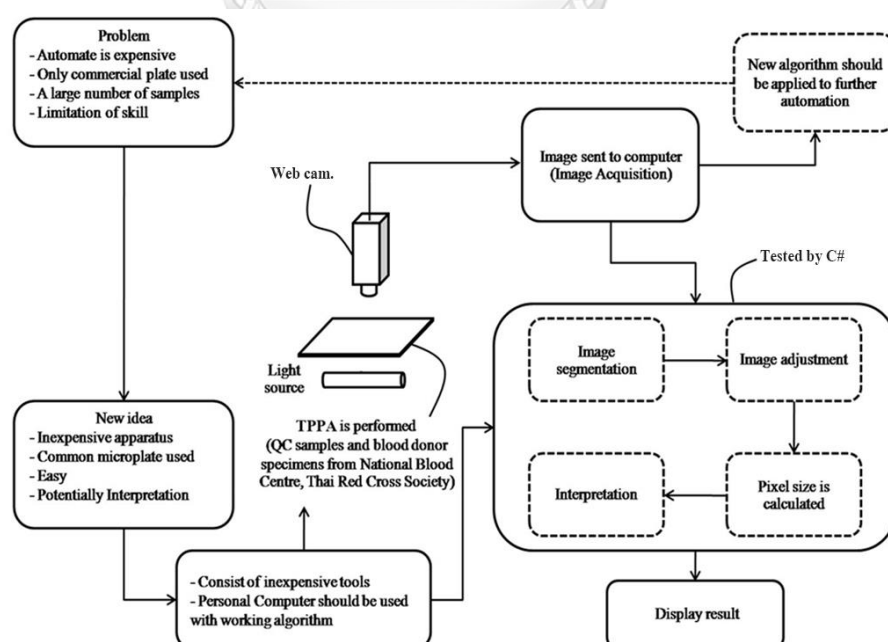 Problem
- Automate is expensive
- Only commercial plate used
- A large number of samples
- Limitation of skill
New algorithm should
be applied to further
automation
Image sent to computer
(Image Acquisition)
Web cam.
Tested by C#
Image
segmentation
Image adjustment
Light
source
TPPA is performed
(QC samples and blood donor
specimens from National Blood
Centre, Thai Red Cross Society)
New idea
- Inexpensive apparatus
- Common microplate used
- Easy
- Potentially Interpretation
Interpretation
Pixel size is
calculated
- Consist of inexpensive tools
- Personal Computer should be used
with working algorithm
Display result